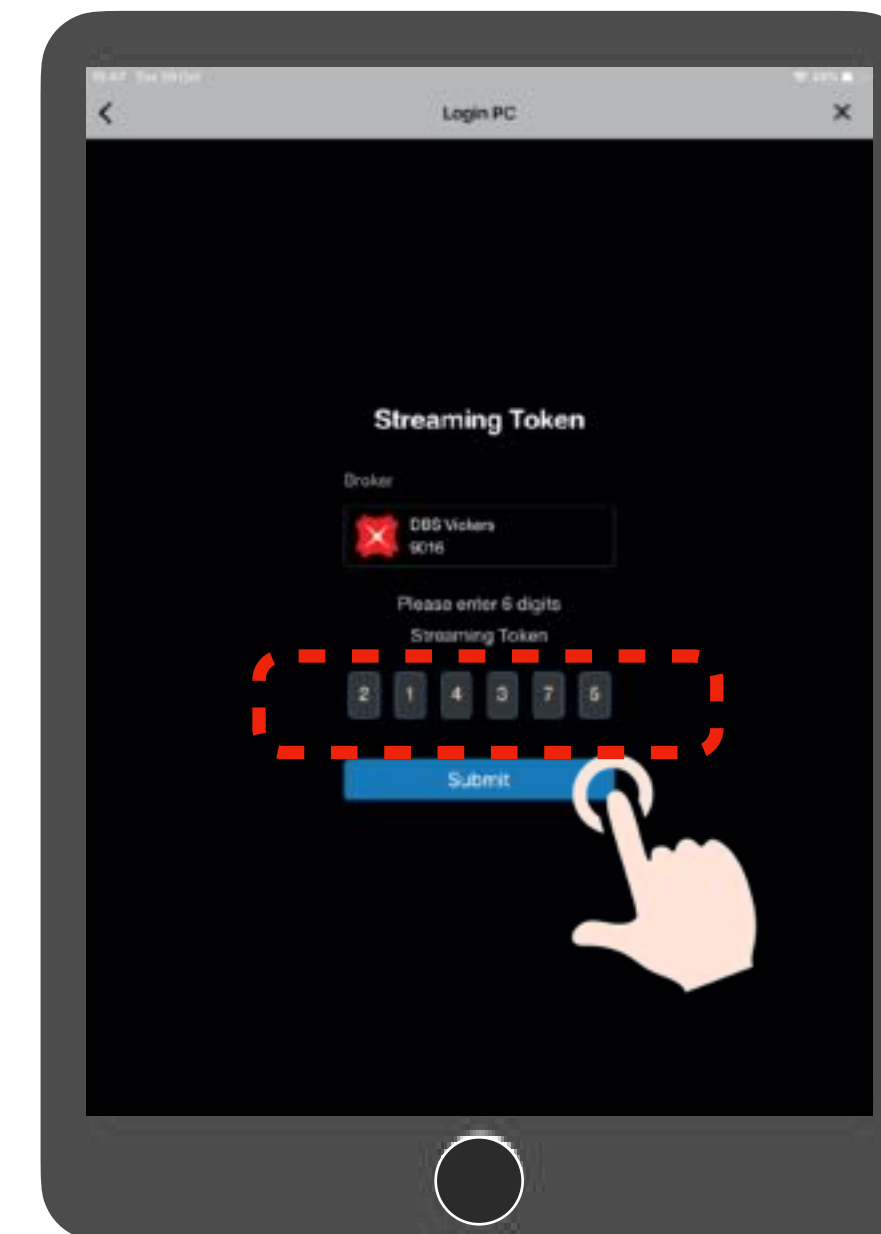 Login PC
Streaming Token
Broker
DBS Vickers
9016
Please enter 6 digits
Streaming Token
2 1 4 3 7 5
Submit